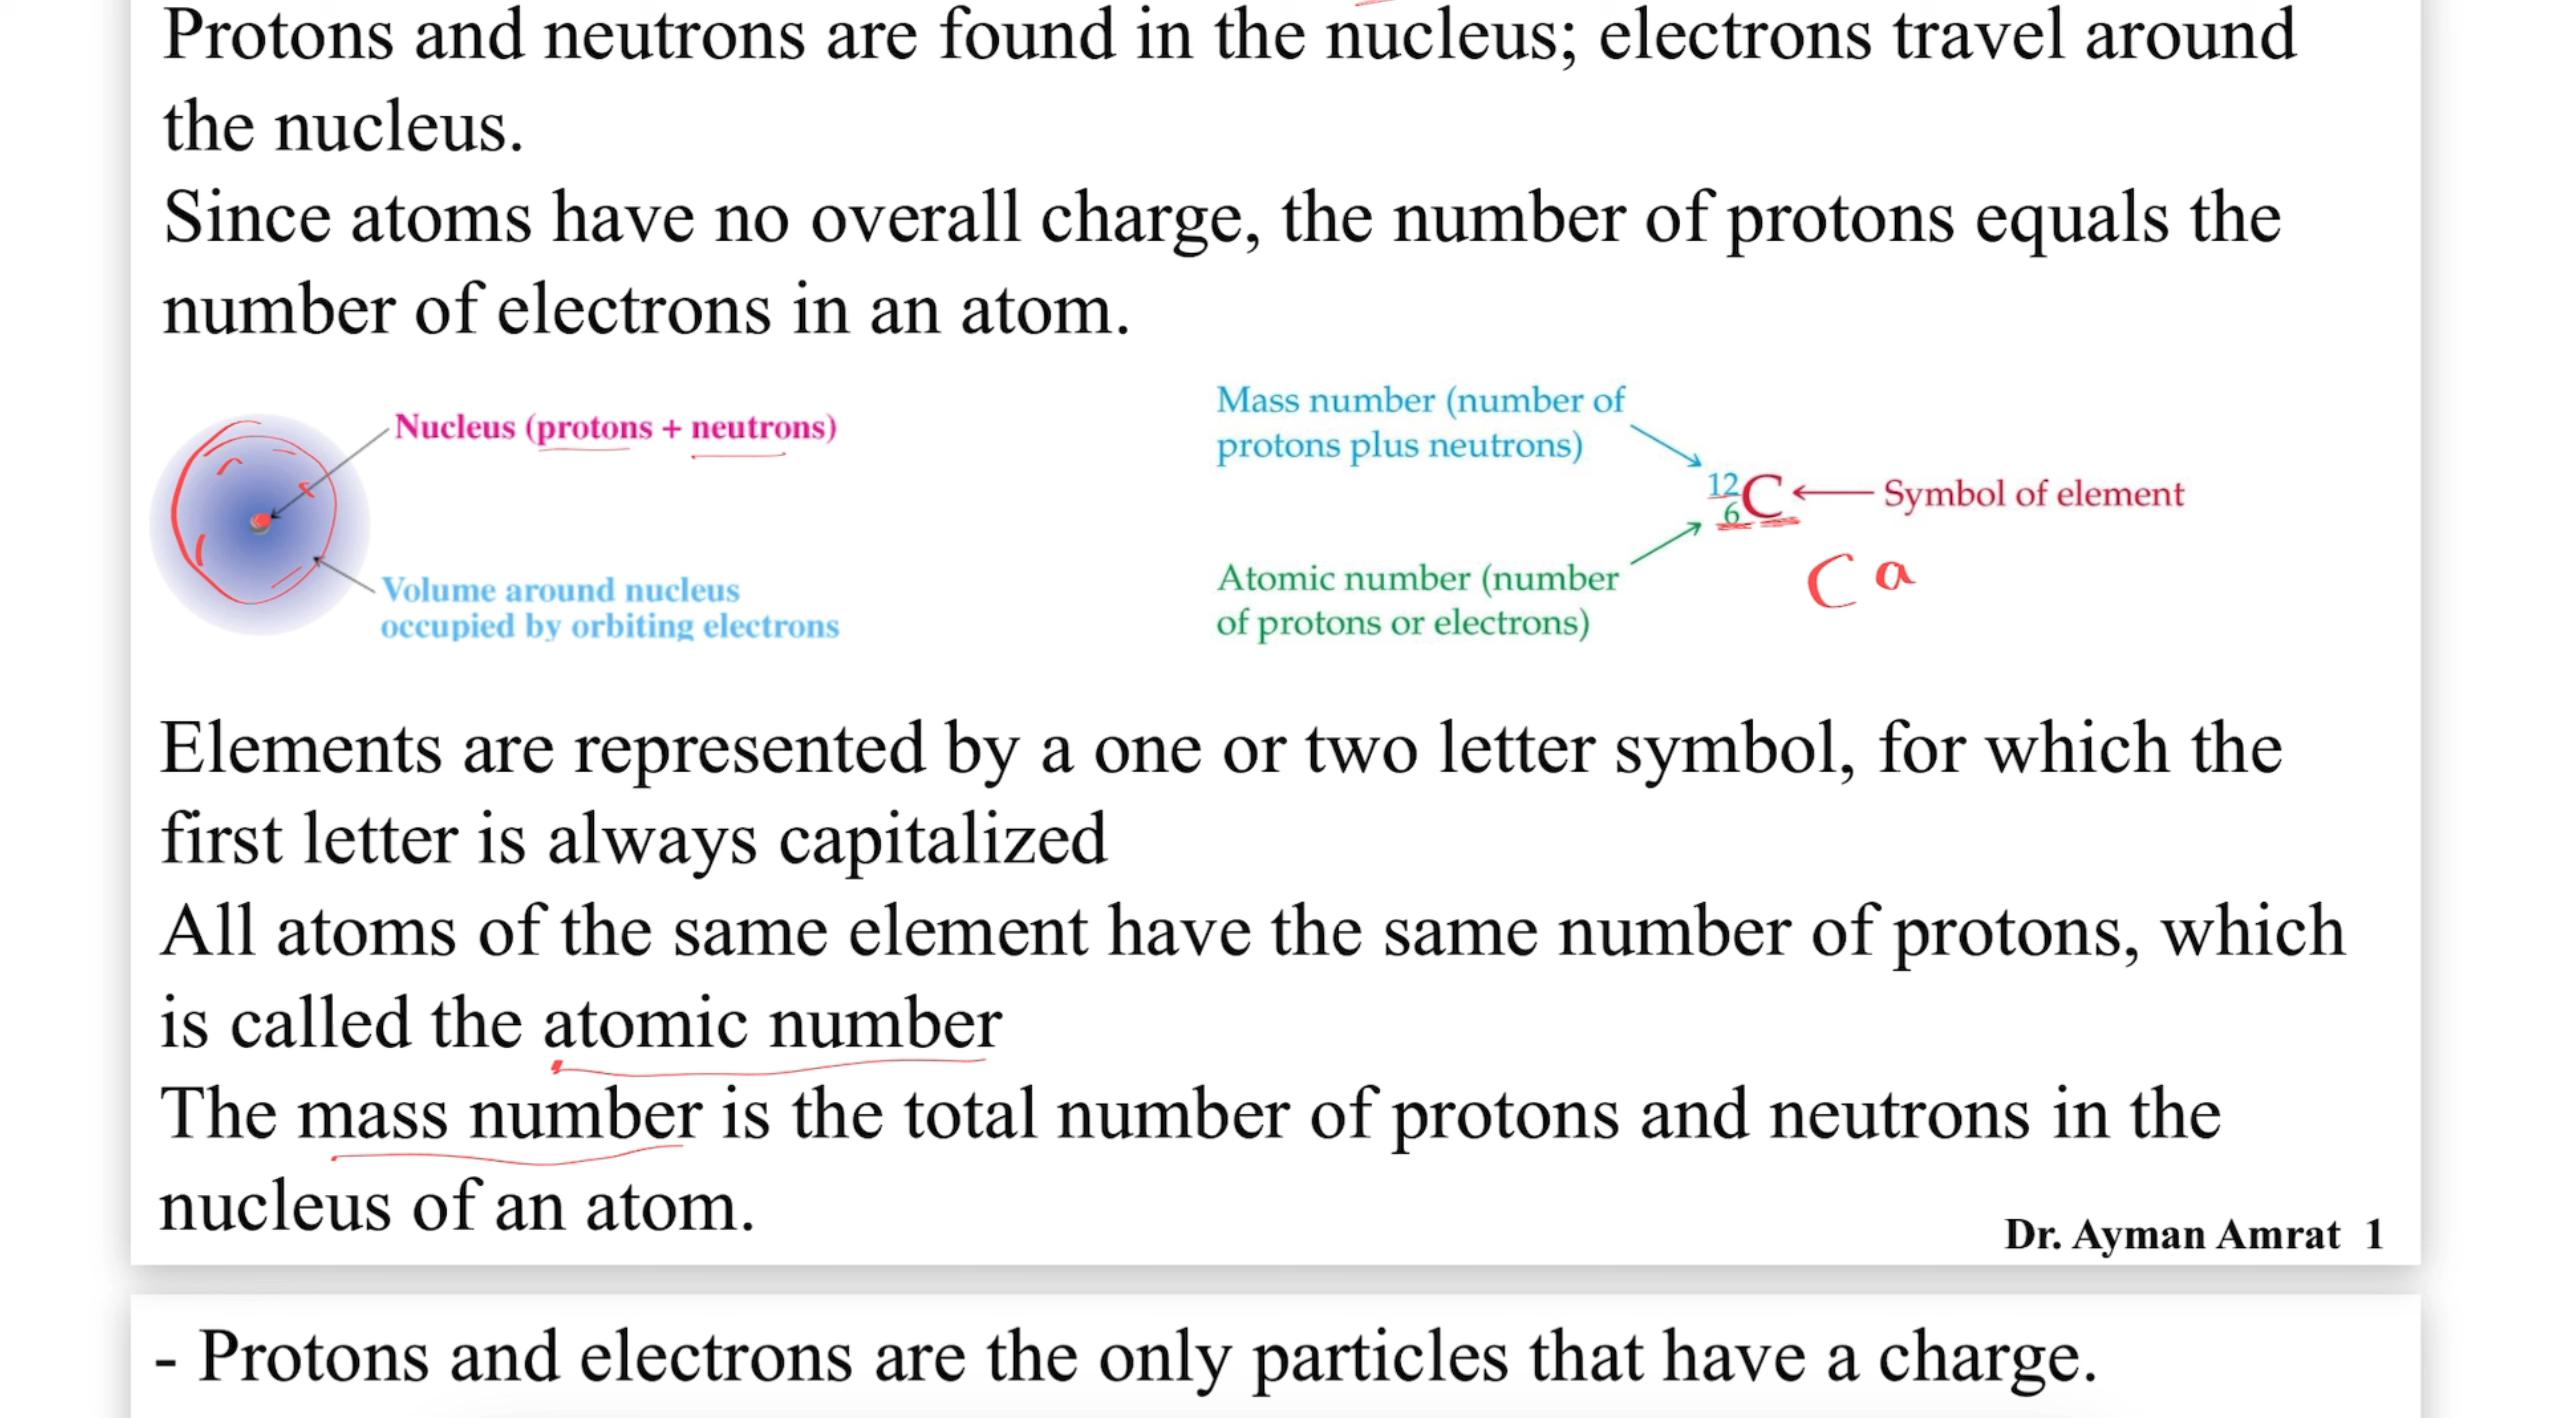 Protons and neutrons are found in the nucleus; electrons travel around
the nucleus.
Since atoms have no overall charge, the number of protons equals the
number of electrons in an atom.
Nucleus (protons + neutrons)
Volume around nucleus
occupied by orbiting electrons
Mass number (number of
protons plus neutrons)
12
6
C
Symbol of element
Atomic number (number
of protons or electrons)
Ca
Elements are represented by a one or two letter symbol, for which the
first letter is always capitalized
All atoms of the same element have the same number of protons, which
is called the atomic number
The mass number is the total number of protons and neutrons in the
nucleus of an atom.
Dr. Ayman Amrat 1
- Protons and electrons are the only particles that have a charge.